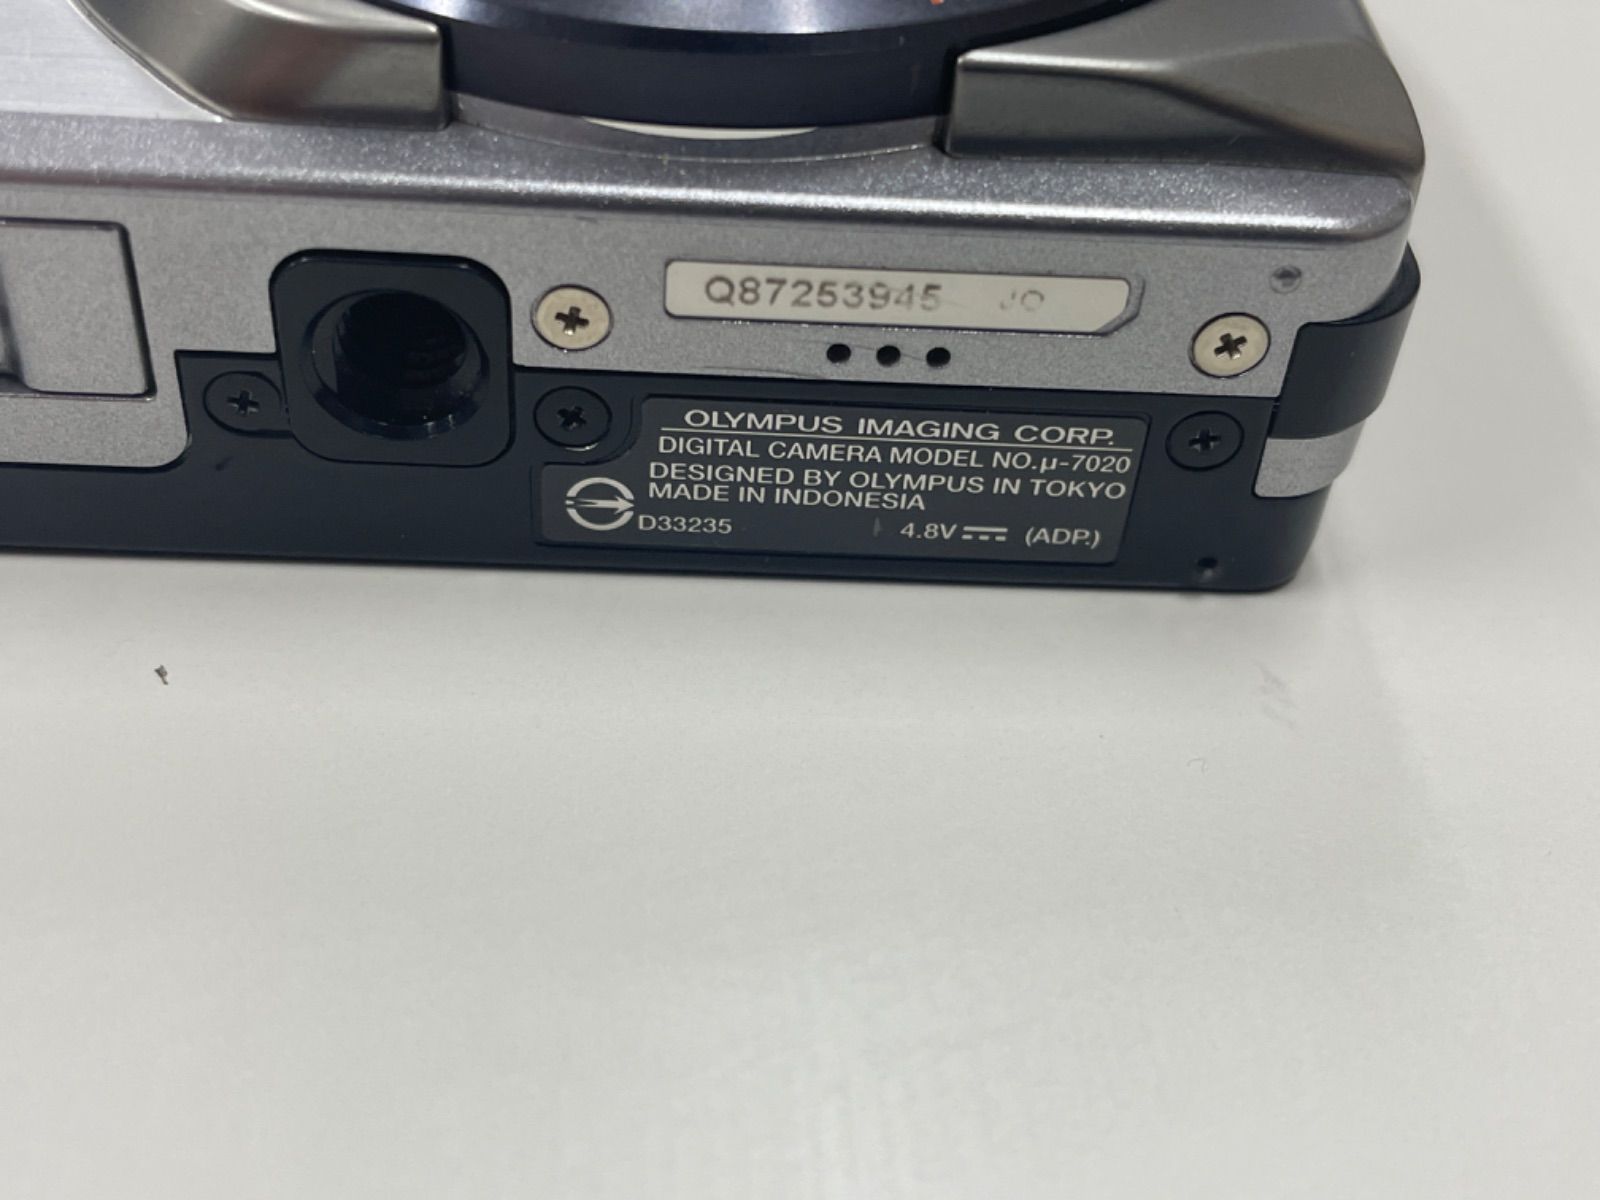 Q87253945 JO
OLYMPUS IMAGING CORP.
DIGITAL CAMERA MODEL NO.μ-7020
DESIGNED BY OLYMPUS IN TOKYO
MADE IN INDONESIA
D33235 4.8V (ADP.)